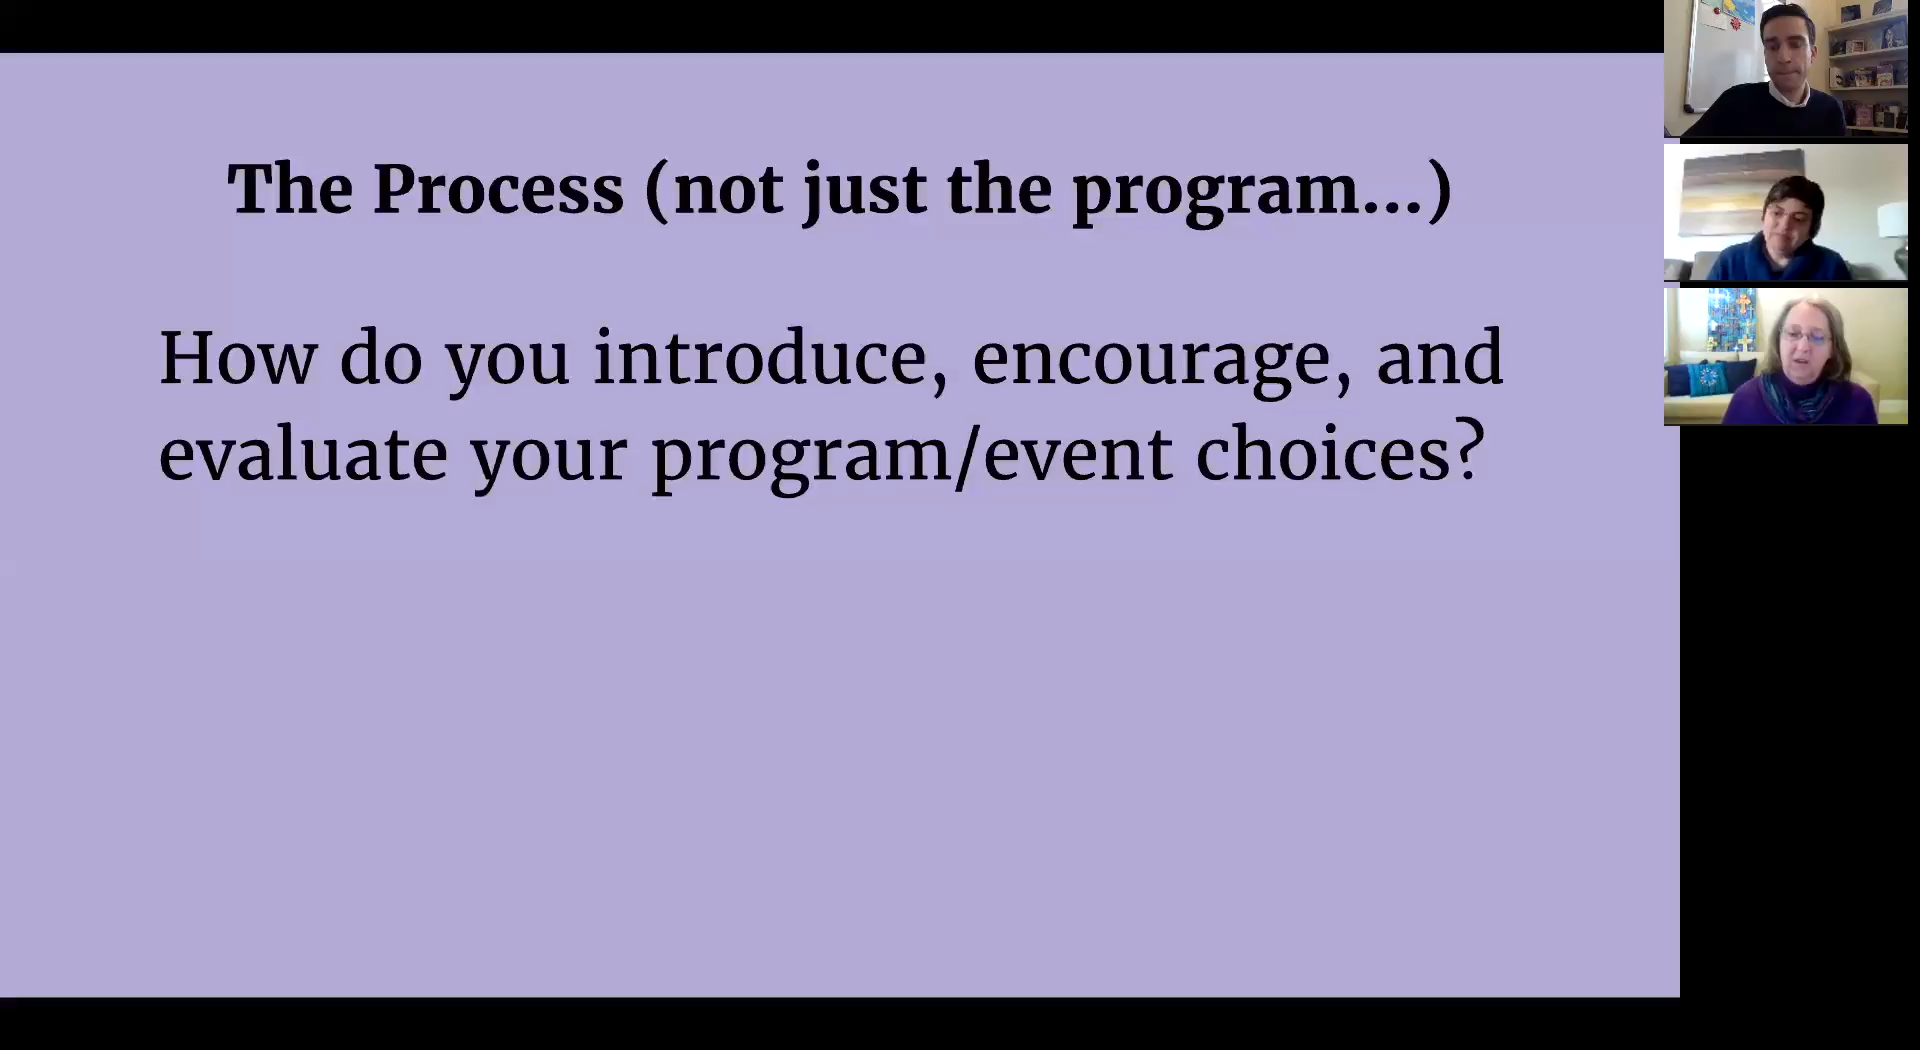 The Process (not just the program...)
How do you introduce, encourage, and
evaluate your program/event choices?